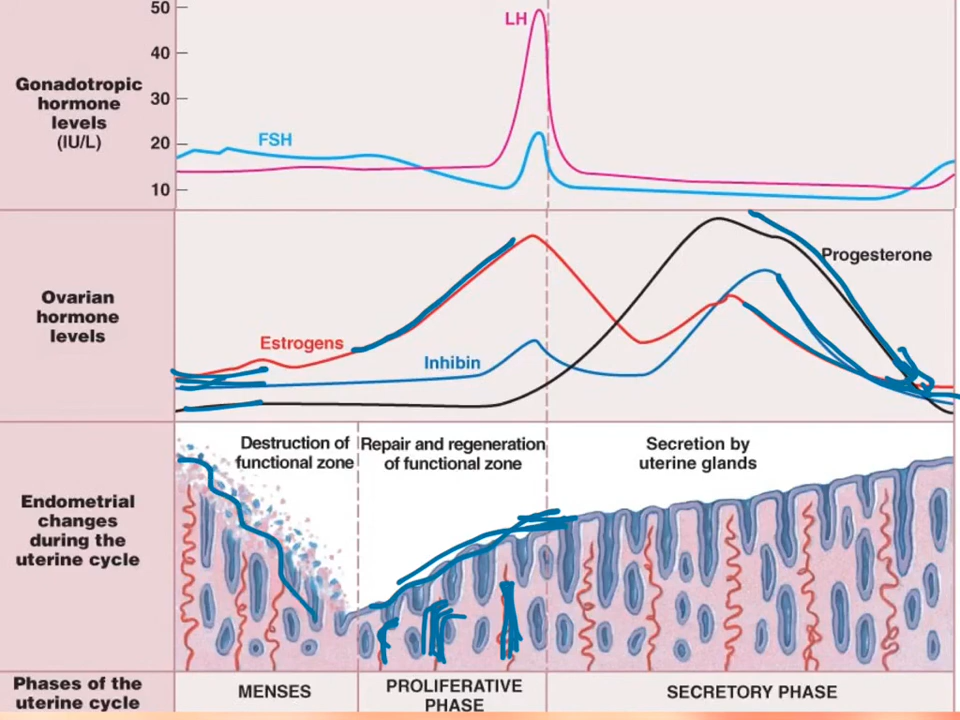 50
LH
40
Gonadotropic
hormone
levels
(IU/L)
30
FSH
20
10
Ovarian
hormone
levels
Progesterone
Estrogens
Inhibin
Endometrial
changes
during the
uterine cycle
Destruction of
functional zone
Repair and regeneration
of functional zone
Secretion by
uterine glands
Phases of the
uterine cycle
MENSES
PROLIFERATIVE
PHASE
SECRETORY PHASE